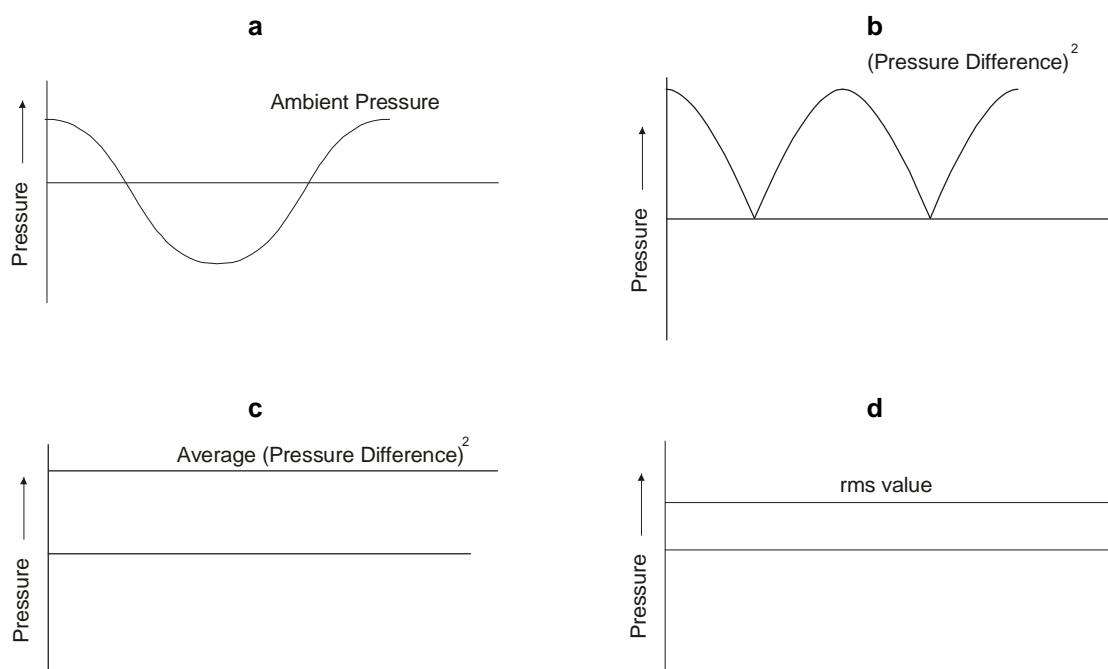 a
Ambient Pressure
Pressure
b
(Pressure Difference)²
Pressure
c
Average (Pressure Difference)²
Pressure
d
rms value
Pressure